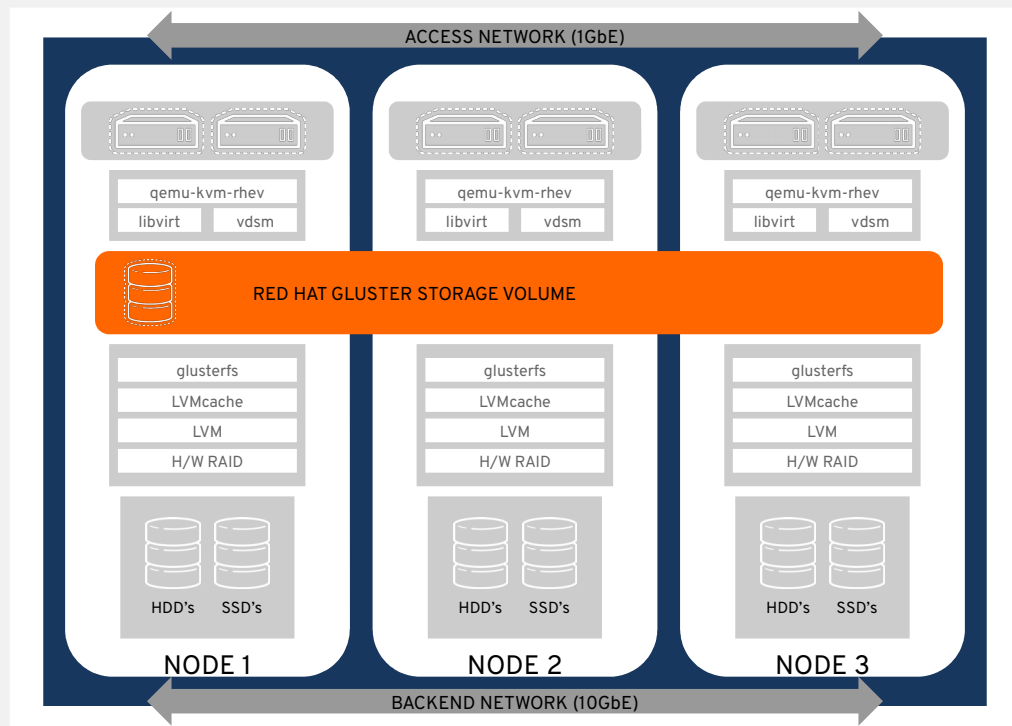 ACCESS NETWORK (1GbE)
qemu-kvm-rhev
libvirt vdsm
qemu-kvm-rhev
libvirt vdsm
qemu-kvm-rhev
libvirt vdsm
RED HAT GLUSTER STORAGE VOLUME
glusterfs
LVMcache
LVM
H/W RAID
HDD's SSD's
NODE 1
glusterfs
LVMcache
LVM
H/W RAID
HDD's SSD's
NODE 2
glusterfs
LVMcache
LVM
H/W RAID
HDD's SSD's
NODE 3
BACKEND NETWORK (10GbE)